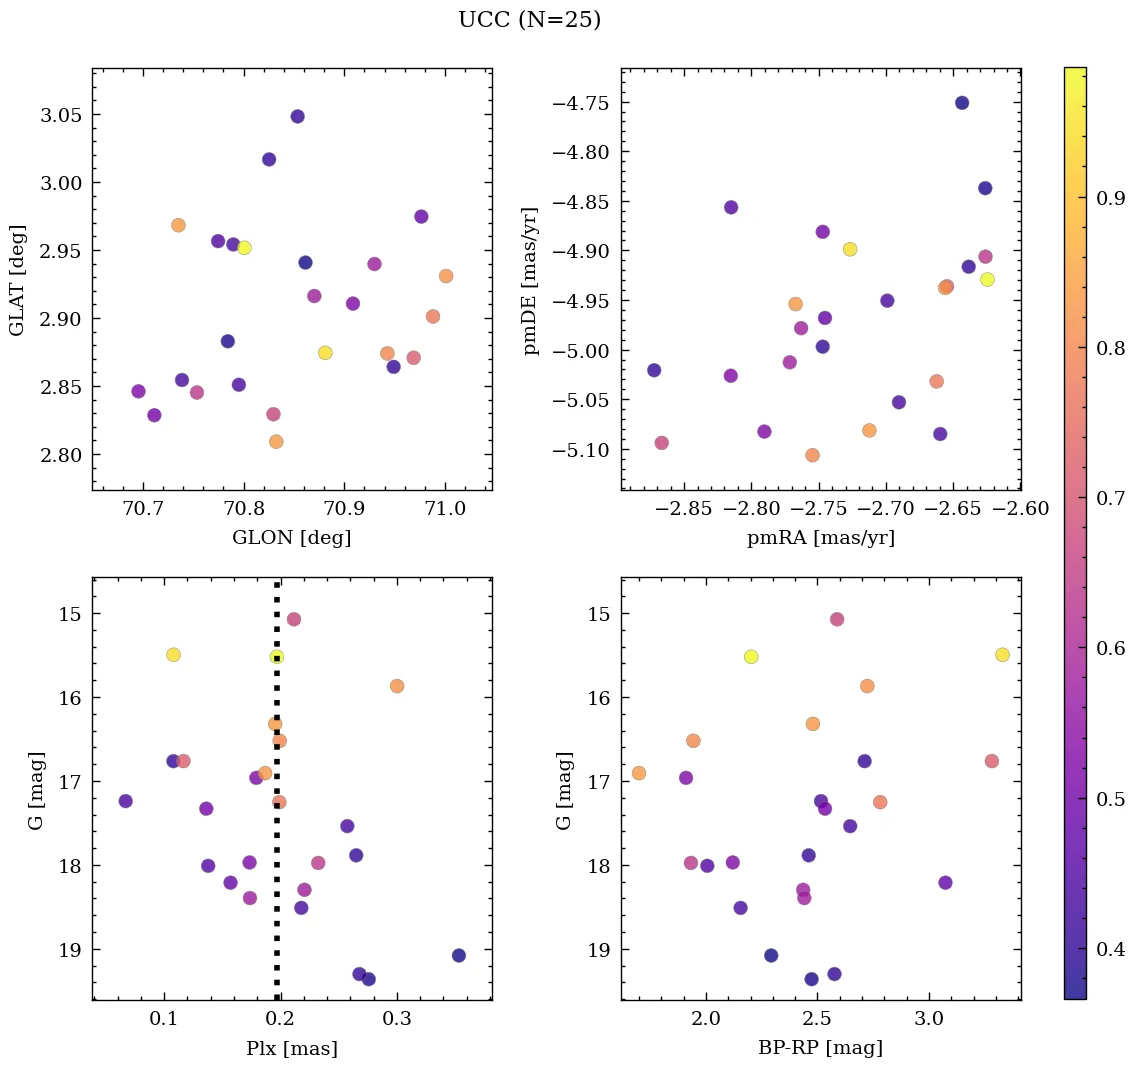 UCC (N=25)
3.05
3.00
2.95
2.90
2.85
2.80
GLAT [deg]
70.7 70.8 70.9 71.0
GLON [deg]
−4.75
−4.80
−4.85
−4.90
−4.95
−5.00
−5.05
−5.10
pmDE [mas/yr]
−2.85 −2.80 −2.75 −2.70 −2.65 −2.60
pmRA [mas/yr]
15
16
17
18
19
G [mag]
0.1 0.2 0.3
Plx [mas]
15
16
17
18
19
G [mag]
2.0 2.5 3.0
BP-RP [mag]
0.9
0.8
0.7
0.6
0.5
0.4